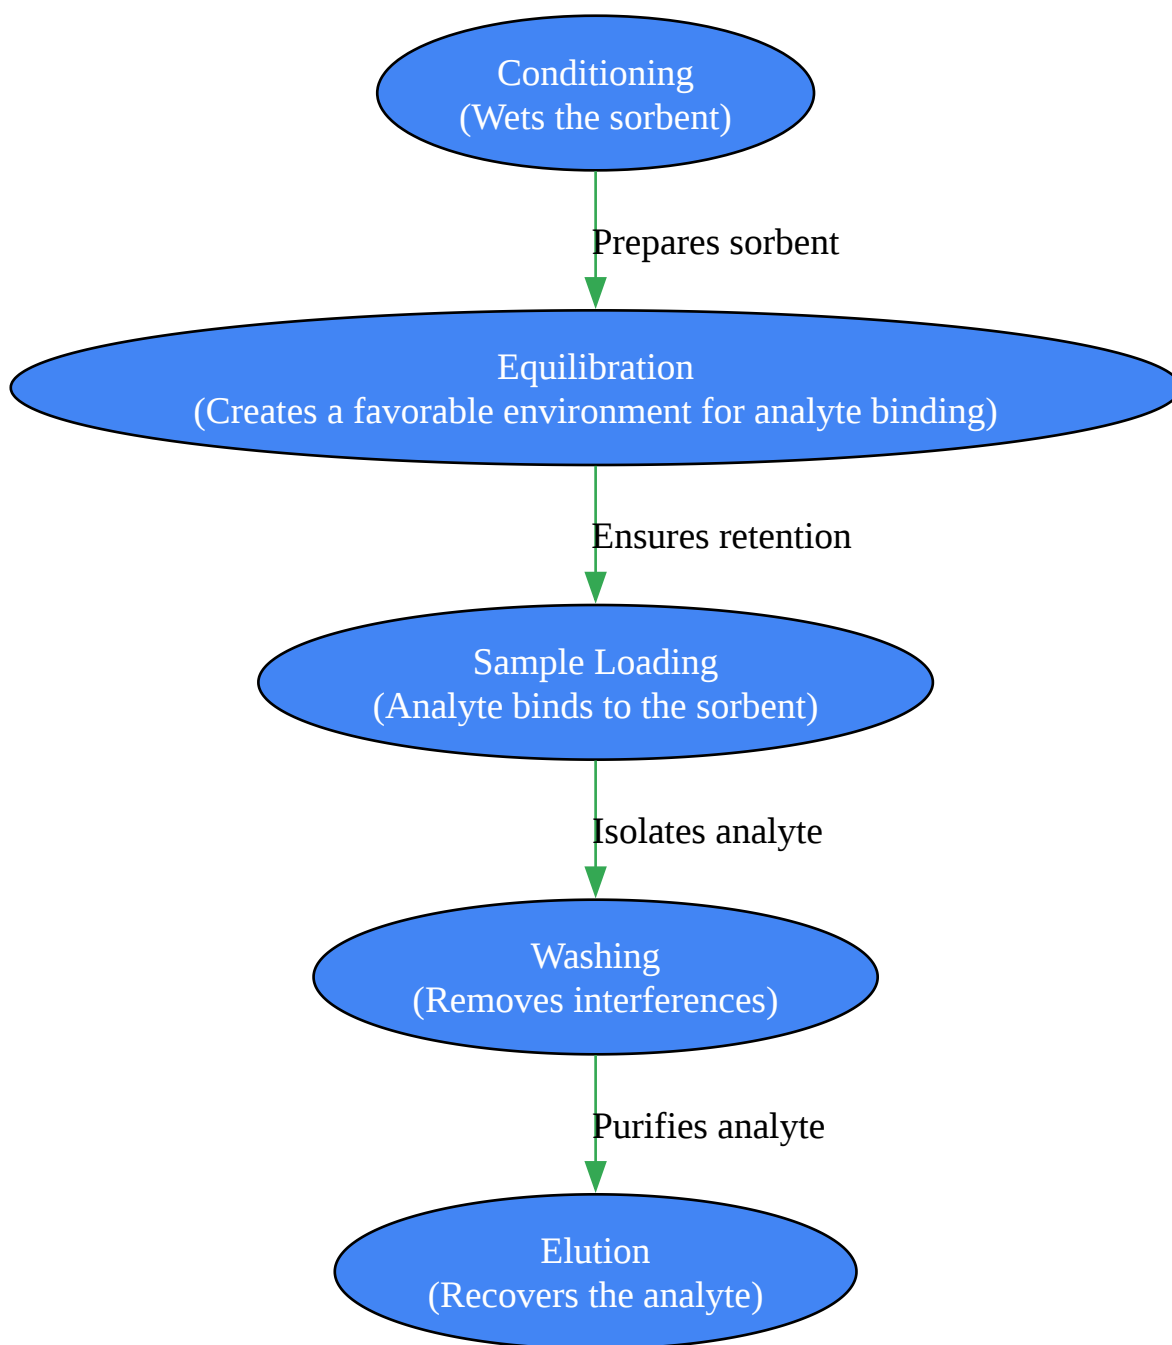 Conditioning
(Wets the sorbent)
Prepares sorbent
Equilibration
(Creates a favorable environment for analyte binding)
Ensures retention
Sample Loading
(Analyte binds to the sorbent)
Isolates analyte
Washing
(Removes interferences)
Purifies analyte
Elution
(Recovers the analyte)